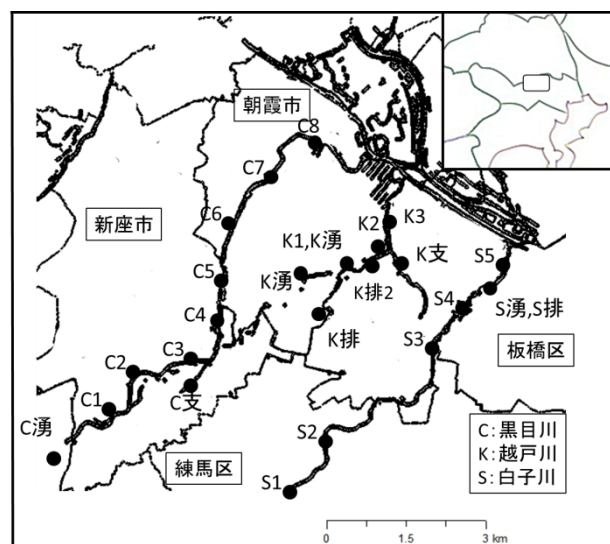 朝霞市
C8
C7
新座市
C6
K3
K2
K1,K湧
K湧
K支
S5
C5
K排2
S4
S湧,S排
C4
K排
板橋区
C3
S3
C2
C支
C1
C湧
S2
練馬区
S1
C:黒目川
K:越戸川
S:白子川
0 1.5 3 km